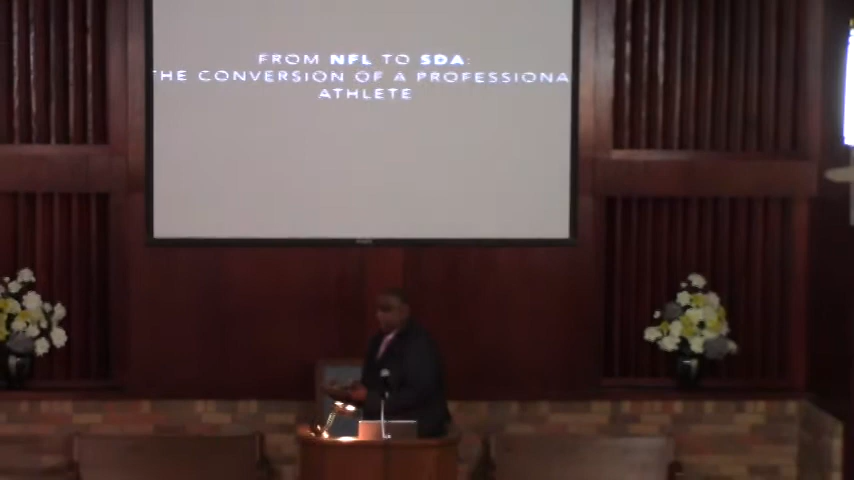 FROM NFL TO SDA:
THE CONVERSION OF A PROFESSIONA
ATHLETE